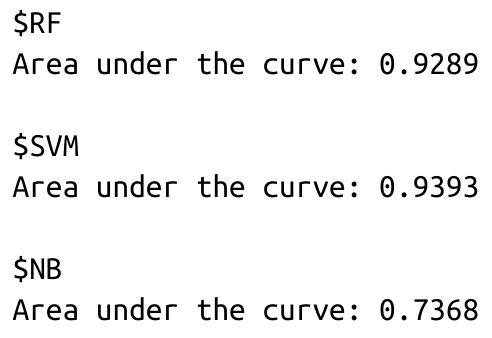 $RF
Area under the curve: 0.9289
$SVM
Area under the curve: 0.9393
$NB
Area under the curve: 0.7368